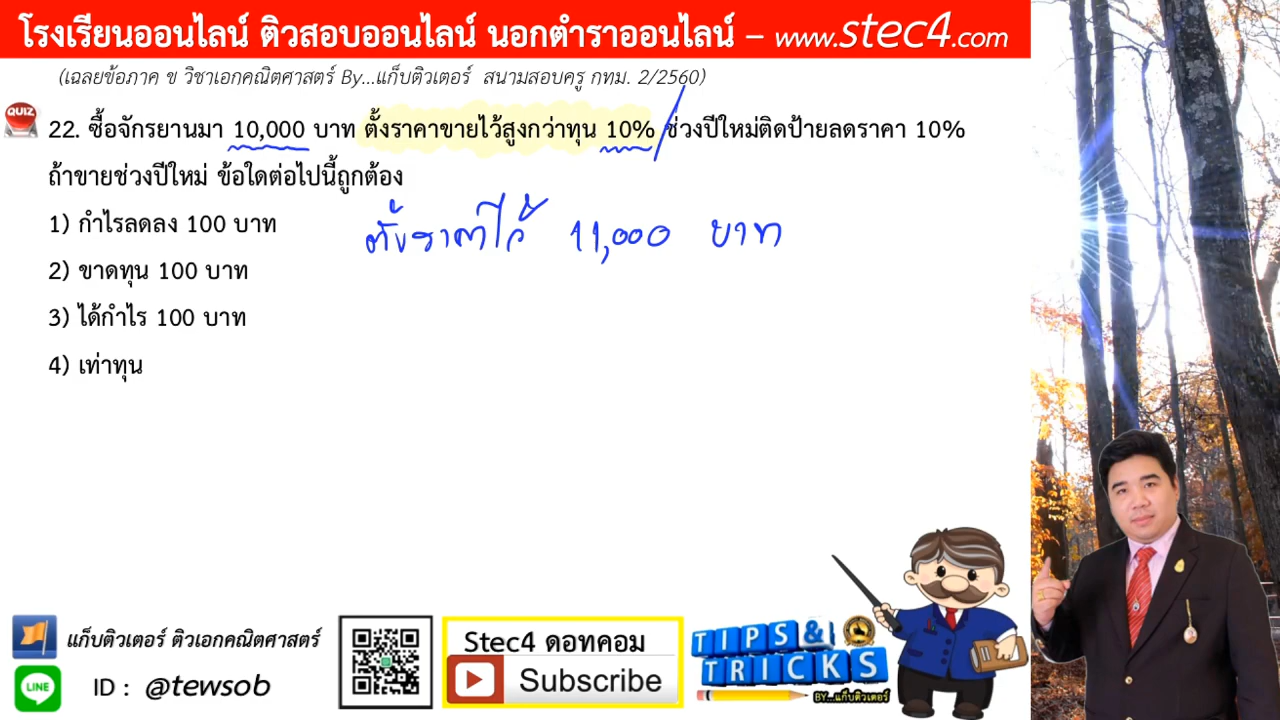 โรงเรียนออนไลน์ ติวสอบออนไลน์ นอกตำราออนไลน์ – www.stec4.com
(เฉลยข้อภาค ข วิชาเอกคณิตศาสตร์ By...แก็บติวเตอร์ สนามสอบครู กทม. 2/2560)
QUIZ
22. ซื้อจักรยานมา 10,000 บาท ตั้งราคาขายไว้สูงกว่าทุน 10% ช่วงปีใหม่ติดป้ายลดราคา 10%
ถ้าขายช่วงปีใหม่ ข้อใดต่อไปนี้ถูกต้อง
1) กำไรลดลง 100 บาท
ตั้งราคาไว้ 11,000 บาท
2) ขาดทุน 100 บาท
3) ได้กำไร 100 บาท
4) เท่าทุน
แก็บติวเตอร์ ติวเอกคณิตศาสตร์
LINE
ID : @tewsob
Stec4 ดอทคอม
Subscribe
TIPS &
TRICKS
BY...แก็บติวเตอร์